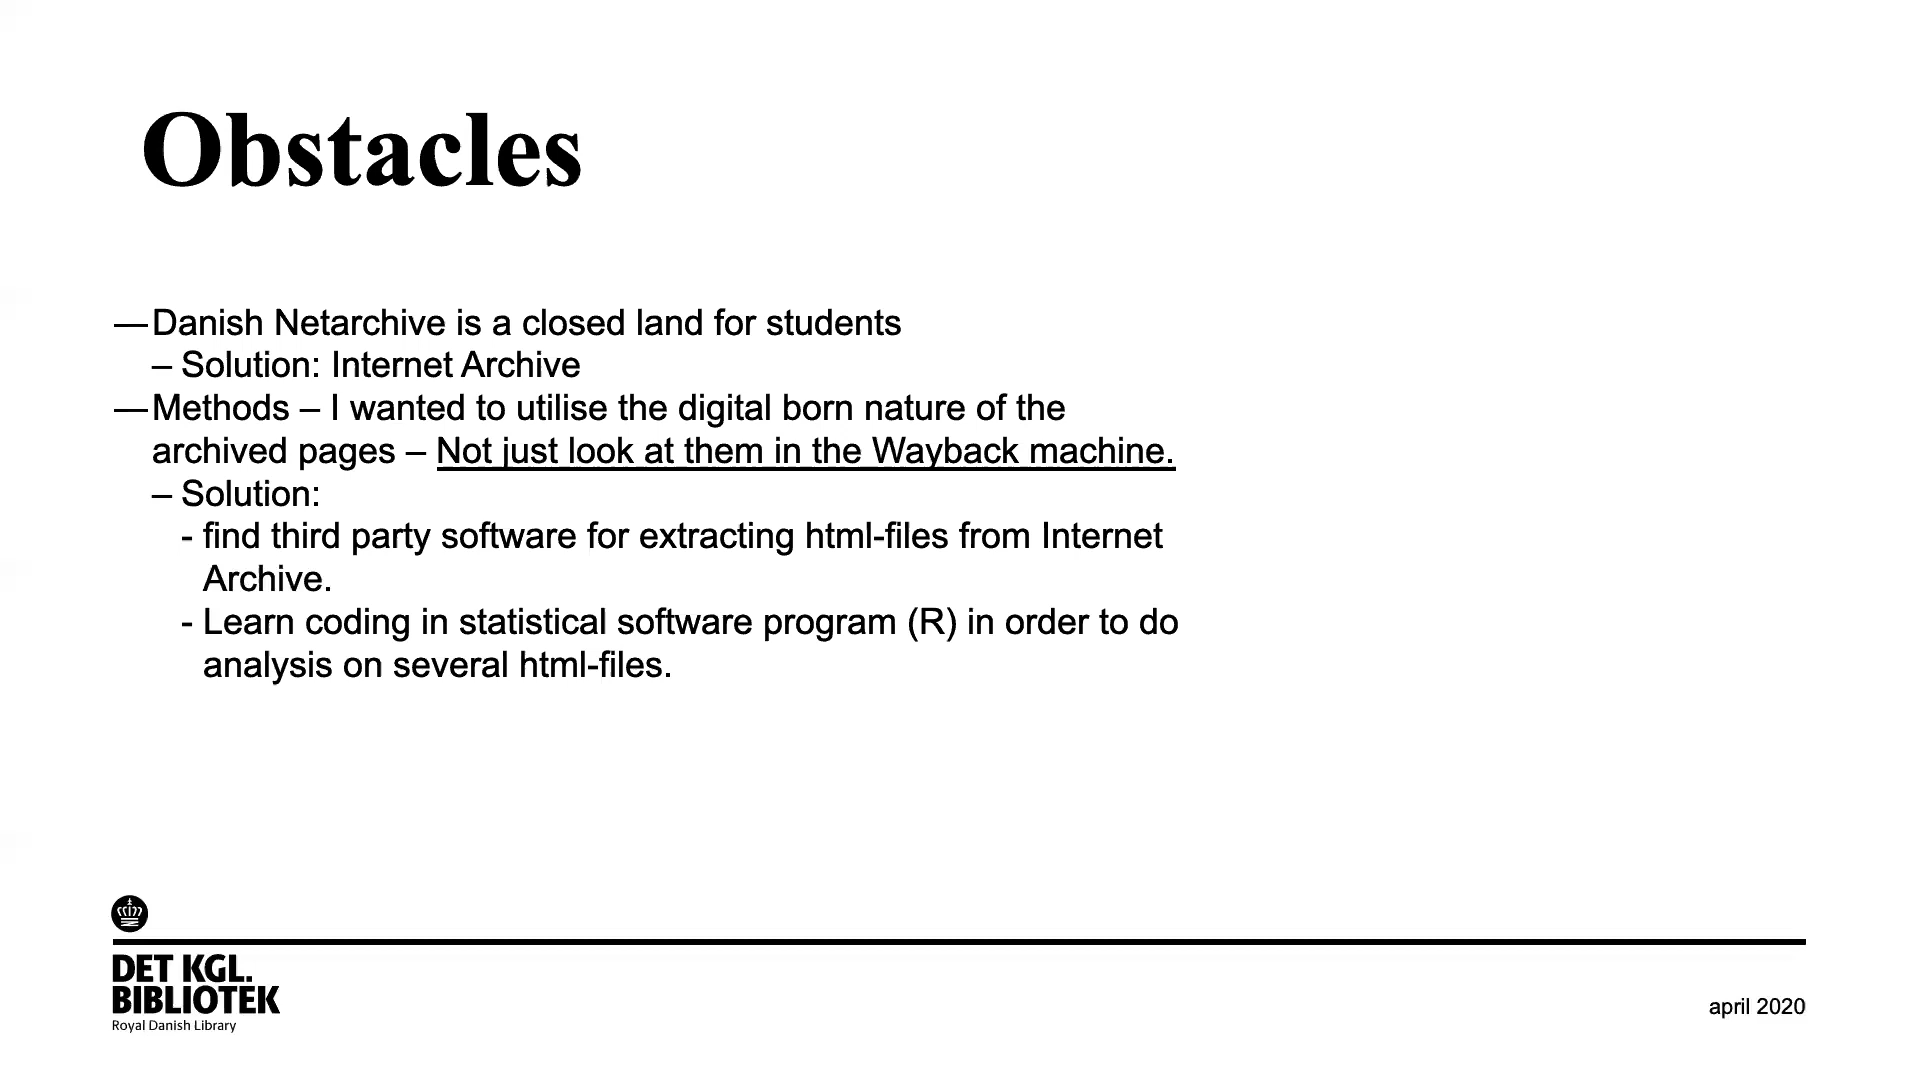 Obstacles
—Danish Netarchive is a closed land for students
– Solution: Internet Archive
—Methods – I wanted to utilise the digital born nature of the
archived pages – Not just look at them in the Wayback machine.
– Solution:
- find third party software for extracting html-files from Internet
Archive.
- Learn coding in statistical software program (R) in order to do
analysis on several html-files.
DET KGL.
BIBLIOTEK
Royal Danish Library
april 2020